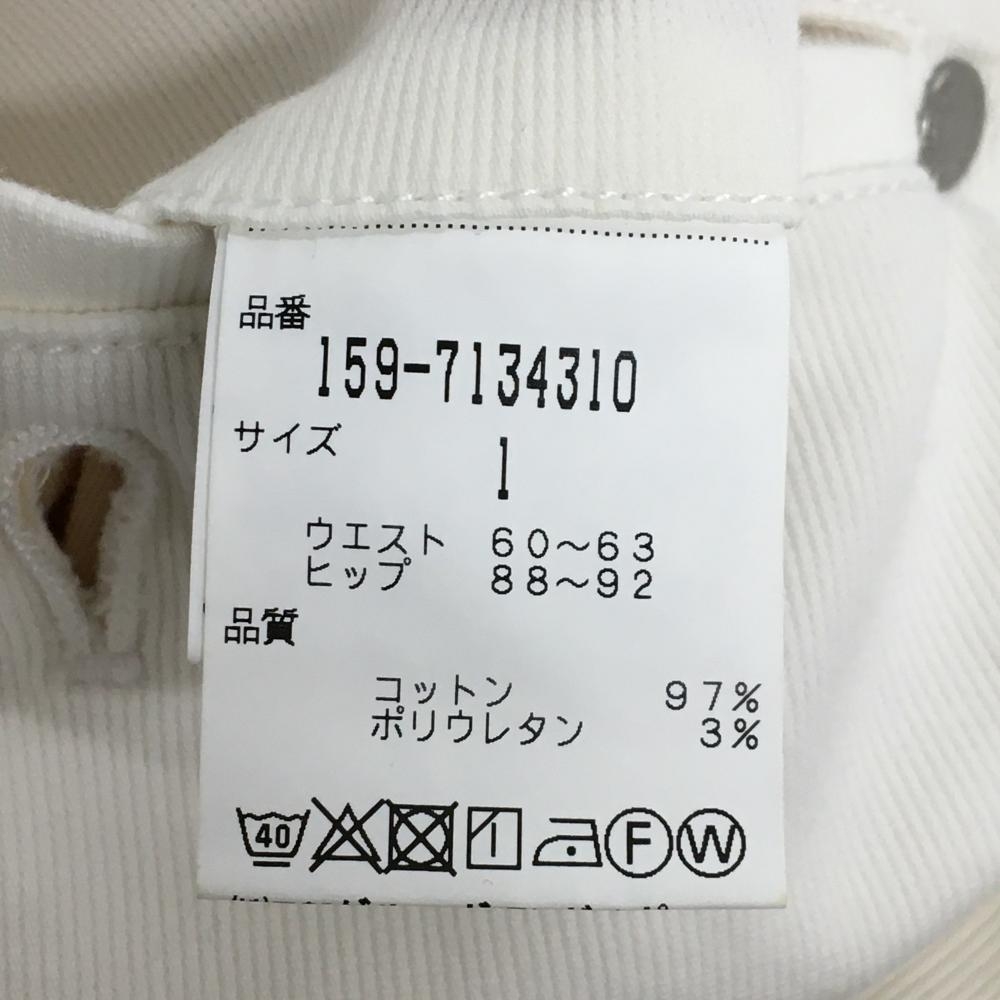 品番
159-7134310
サイズ
1
ウエスト 60～63
ヒップ 88～92
品質
コットン 97%
ポリウレタン 3%
40 F W